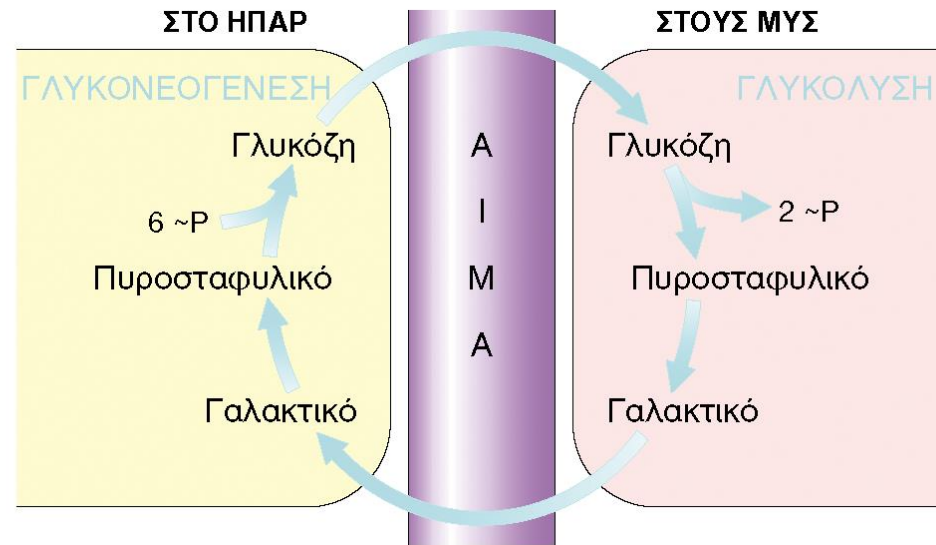 ΣΤΟ ΗΠΑΡ
ΓΛΥΚΟΝΕΟΓΕΝΕΣΗ
Γλυκόζη
6 ~P
Πυροσταφυλικό
Γαλακτικό
Α
Ι
Μ
Α
ΣΤΟΥΣ ΜΥΣ
ΓΛΥΚΟΛΥΣΗ
Γλυκόζη
2 ~P
Πυροσταφυλικό
Γαλακτικό